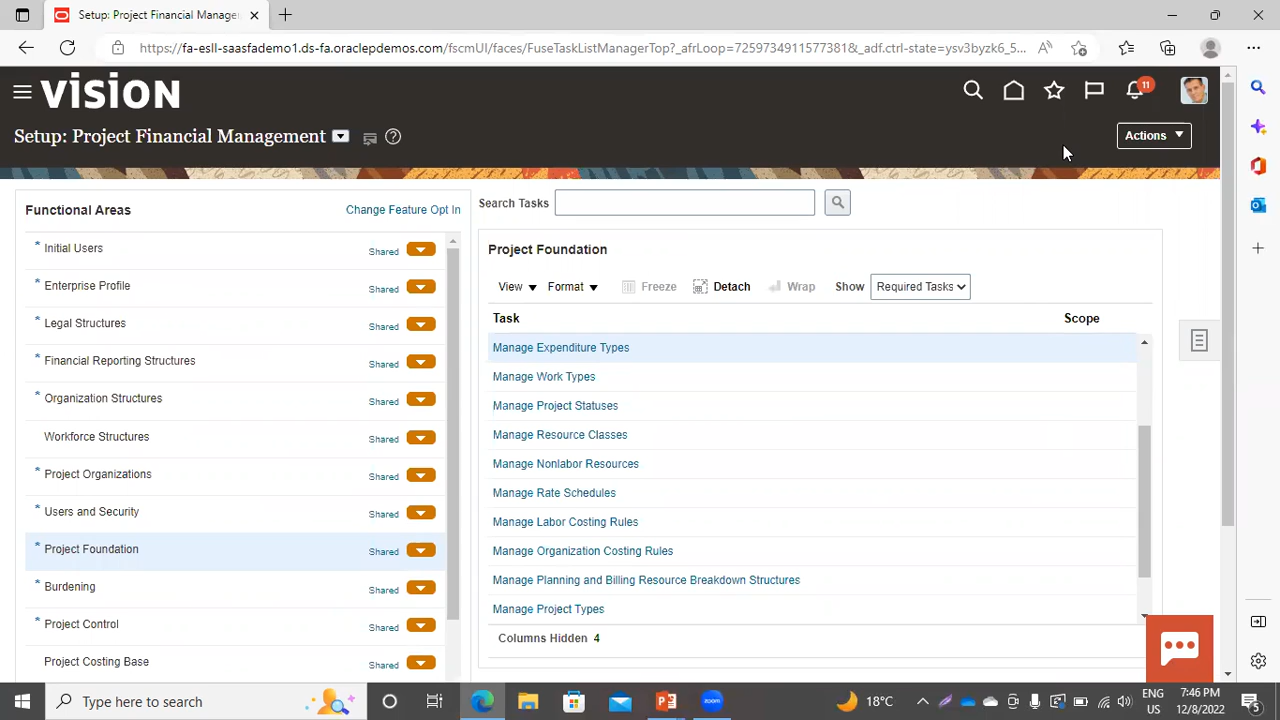 Setup: Project Financial Manage
https://fa-esll-saasfademo1.ds-fa.oraclepdemos.com/fscmUI/faces/FuseTaskListManagerTop?_afrLoop=7259734911577381&_adf.ctrl-state=ysv3byzk6_5...
VISION
11
Setup: Project Financial Management
Actions
Functional Areas
Change Feature Opt In
Search Tasks
* Initial Users Shared
* Enterprise Profile Shared
* Legal Structures Shared
* Financial Reporting Structures Shared
* Organization Structures Shared
Workforce Structures Shared
* Project Organizations Shared
* Users and Security Shared
* Project Foundation Shared
* Burdening Shared
* Project Control Shared
Project Costing Base Shared
Project Foundation
View Format Freeze Detach Wrap Show Required Tasks
Task Scope
Manage Expenditure Types
Manage Work Types
Manage Project Statuses
Manage Resource Classes
Manage Nonlabor Resources
Manage Rate Schedules
Manage Labor Costing Rules
Manage Organization Costing Rules
Manage Planning and Billing Resource Breakdown Structures
Manage Project Types
Columns Hidden 4
Type here to search
zoom
18°C
ENG
US
7:46 PM
12/8/2022
5